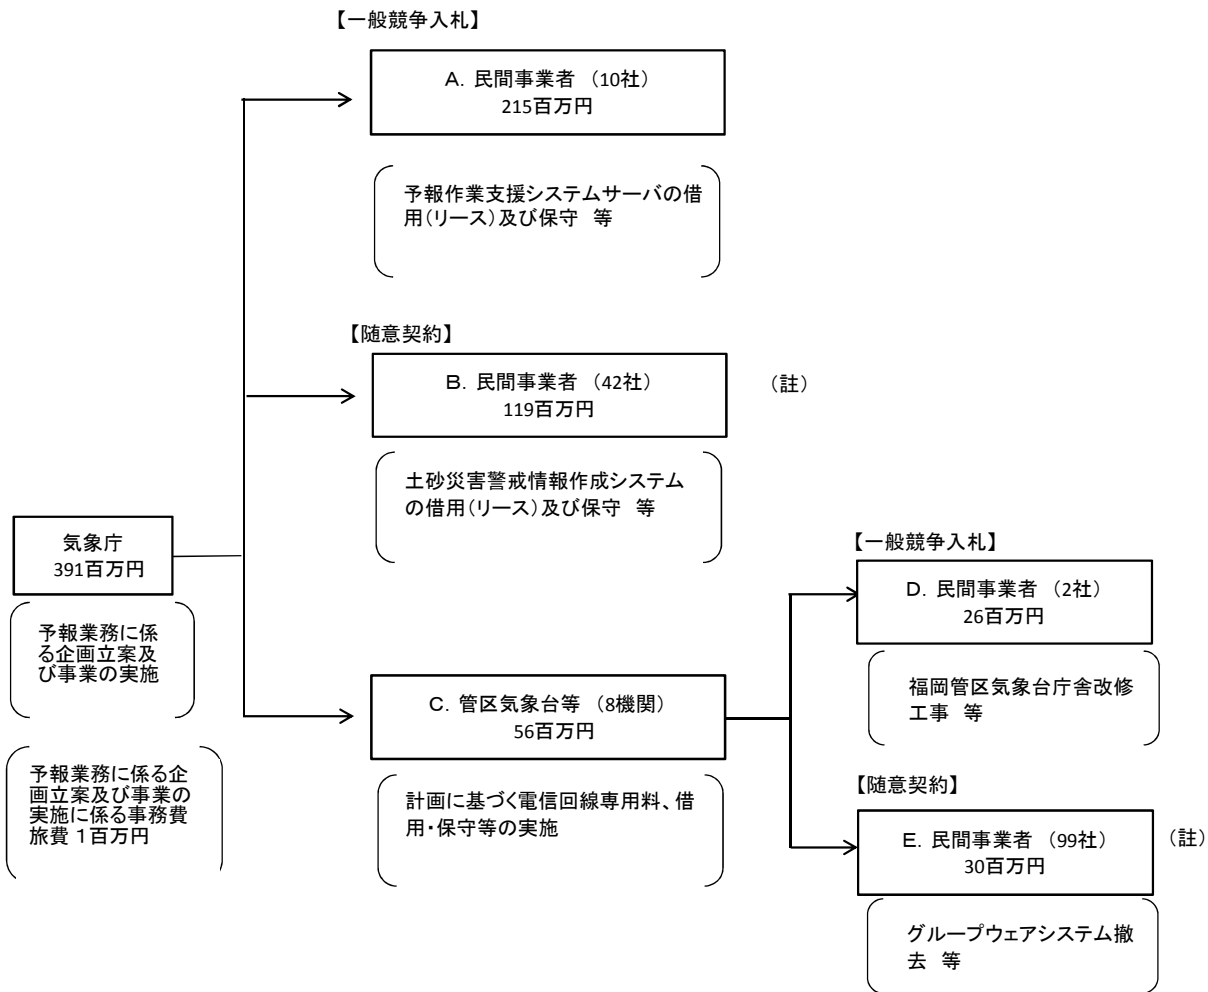 【一般競争入札】
A. 民間事業者 （10社）
215百万円
予報作業支援システムサーバの借
用（リース）及び保守　等
【随意契約】
B. 民間事業者 （42社）
119百万円
（註）
土砂災害警戒情報作成システム
の借用（リース）及び保守　等
気象庁
391百万円
予報業務に係
る企画立案及
び事業の実施
予報業務に係る企
画立案及び事業の
実施に係る事務費
旅費 １百万円
C. 管区気象台等 （8機関）
56百万円
計画に基づく電信回線専用料、借
用・保守等の実施
【一般競争入札】
D. 民間事業者 （2社）
26百万円
福岡管区気象台庁舎改修
工事　等
【随意契約】
E. 民間事業者 （99社）
30百万円
（註）
グループウェアシステム撤
去　等